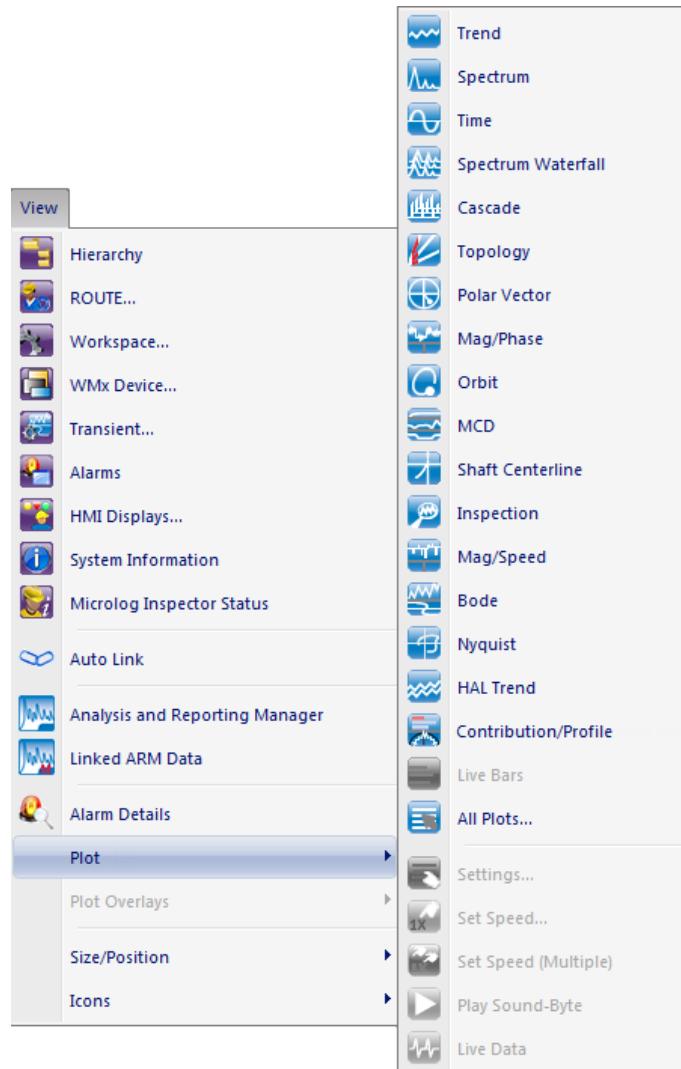 View
Hierarchy
ROUTE...
Workspace...
WMx Device...
Transient...
Alarms
HMI Displays...
System Information
Microlog Inspector Status
Auto Link
Analysis and Reporting Manager
Linked ARM Data
Alarm Details
Plot
Plot Overlays
Size/Position
Icons
Trend
Spectrum
Time
Spectrum Waterfall
Cascade
Topology
Polar Vector
Mag/Phase
Orbit
MCD
Shaft Centerline
Inspection
Mag/Speed
Bode
Nyquist
HAL Trend
Contribution/Profile
Live Bars
All Plots...
Settings...
1X
Set Speed...
Set Speed (Multiple)
Play Sound-Byte
Live Data